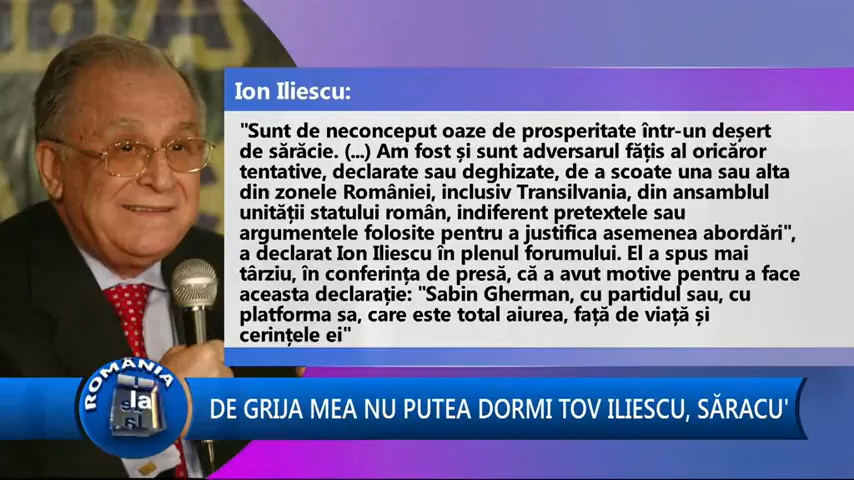 Ion Iliescu:
"Sunt de neconceput oaze de prosperitate într-un deșert
de sărăcie. (...) Am fost și sunt adversarul fățis al oricăror
tentative, declarate sau deghizate, de a scoate una sau alta
din zonele României, inclusiv Transilvania, din ansamblul
unității statului român, indiferent pretextele sau
argumentele folosite pentru a justifica asemenea abordări",
a declarat Ion Iliescu în plenul forumului. El a spus mai
târziu, în conferința de presă, că a avut motive pentru a face
aceasta declarație: "Sabin Gherman, cu partidul sau, cu
platforma sa, care este total aiurea, față de viață și
cerințele ei"
ROMÂNIA
la
DE GRIJA MEA NU PUTEA DORMI TOV ILIESCU, SĂRACU'